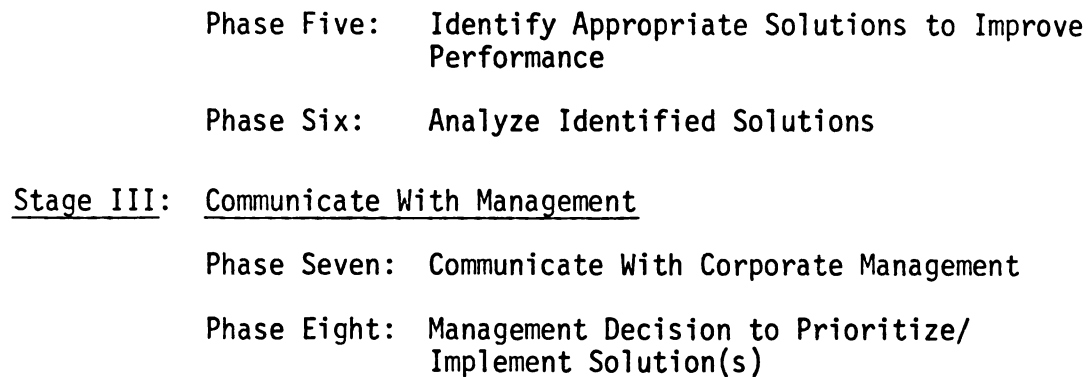 Phase Five: Identify Appropriate Solutions to Improve
Performance
Phase Six: Analyze Identified Solutions
Stage III: Communicate With Management
Phase Seven: Communicate With Corporate Management
Phase Eight: Management Decision to Prioritize/
Implement Solution(s)